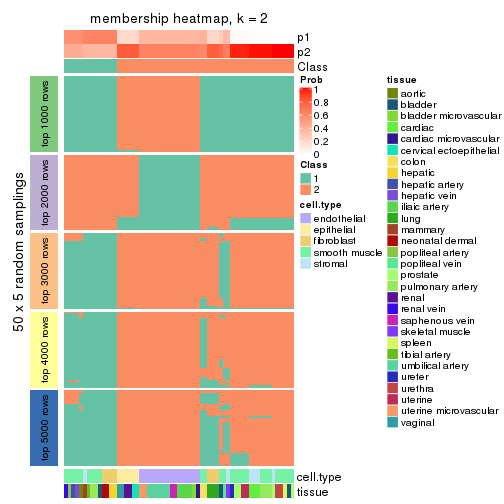 membership heatmap, k = 2
p1
p2
Class
50 x 5 random samplings
top 1000 rows
top 2000 rows
top 3000 rows
top 4000 rows
top 5000 rows
cell.type
tissue
Prob
1
0.8
0.6
0.4
0.2
0
Class
1
2
cell.type
endothelial
epithelial
fibroblast
smooth muscle
stromal
tissue
aortic
bladder
bladder microvascular
cardiac
cardiac microvascular
cervical ectoepithelial
colon
hepatic
hepatic artery
hepatic vein
iliaic artery
lung
mammary
neonatal dermal
popliteal artery
popliteal vein
prostate
pulmonary artery
renal
renal vein
saphenous vein
skeletal muscle
spleen
tibial artery
umbilical artery
ureter
urethra
uterine
uterine microvascular
vaginal